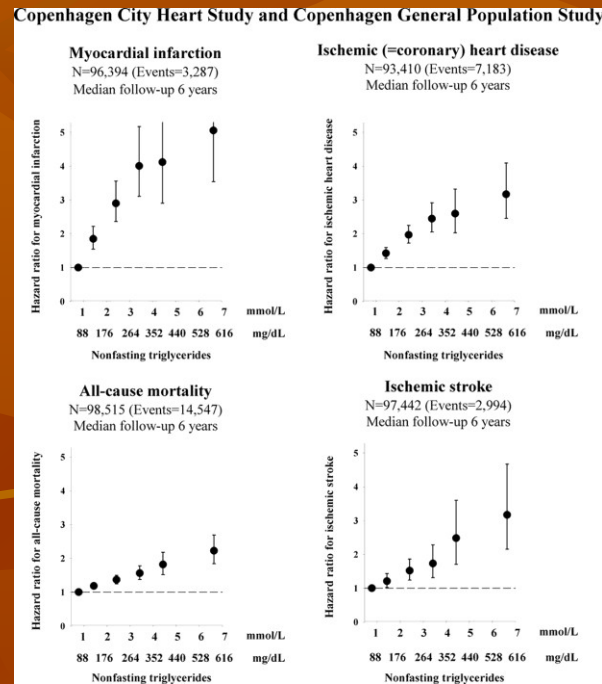 Copenhagen City Heart Study and Copenhagen General Population Study
Myocardial infarction
N=96,394 (Events=3,287)
Median follow-up 6 years
Hazard ratio for myocardial infarction
5
4
3
2
1
0
1 2 3 4 5 6 7 mmol/L
88 176 264 352 440 528 616 mg/dL
Nonfasting triglycerides
Ischemic (=coronary) heart disease
N=93,410 (Events=7,183)
Median follow-up 6 years
Hazard ratio for ischemic heart disease
5
4
3
2
1
0
1 2 3 4 5 6 7 mmol/L
88 176 264 352 440 528 616 mg/dL
Nonfasting triglycerides
All-cause mortality
N=98,515 (Events=14,547)
Median follow-up 6 years
Hazard ratio for all-cause mortality
5
4
3
2
1
0
1 2 3 4 5 6 7 mmol/L
88 176 264 352 440 528 616 mg/dL
Nonfasting triglycerides
Ischemic stroke
N=97,442 (Events=2,994)
Median follow-up 6 years
Hazard ratio for ischemic stroke
5
4
3
2
1
0
1 2 3 4 5 6 7 mmol/L
88 176 264 352 440 528 616 mg/dL
Nonfasting triglycerides